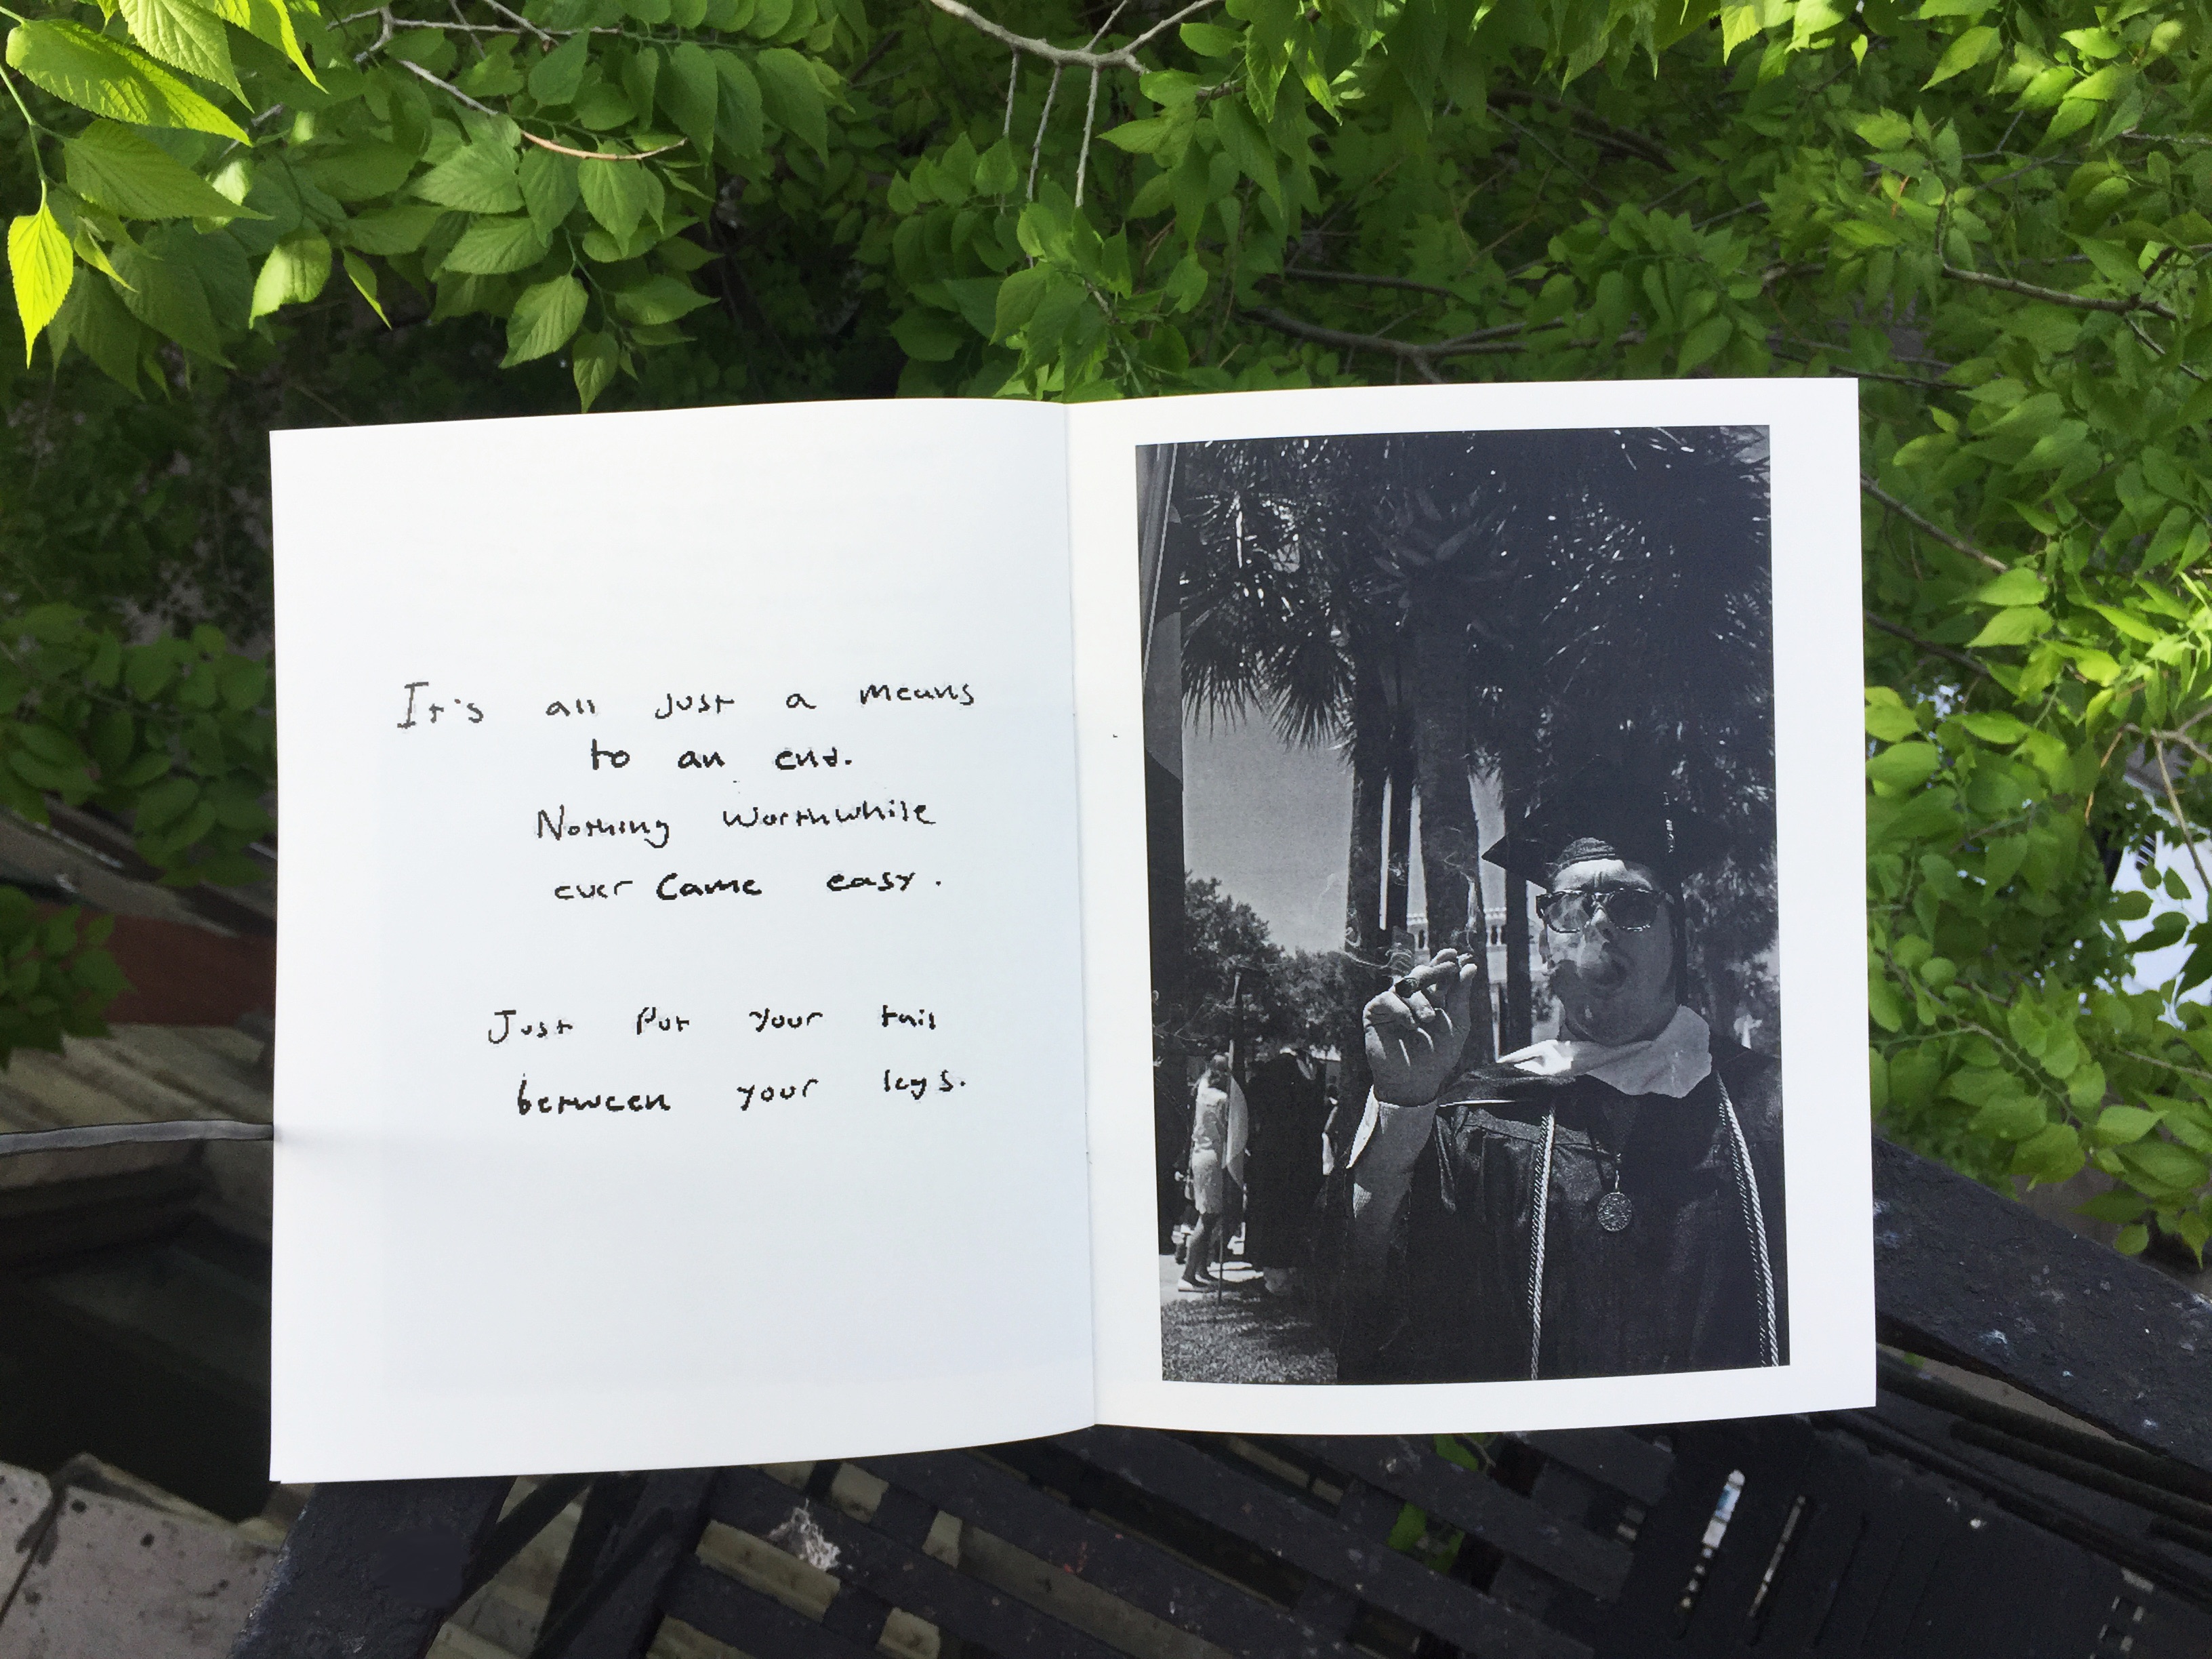 It's all just a means
to an end.
Nothing worthwhile
ever came easy.
Just put your tail
between your legs.